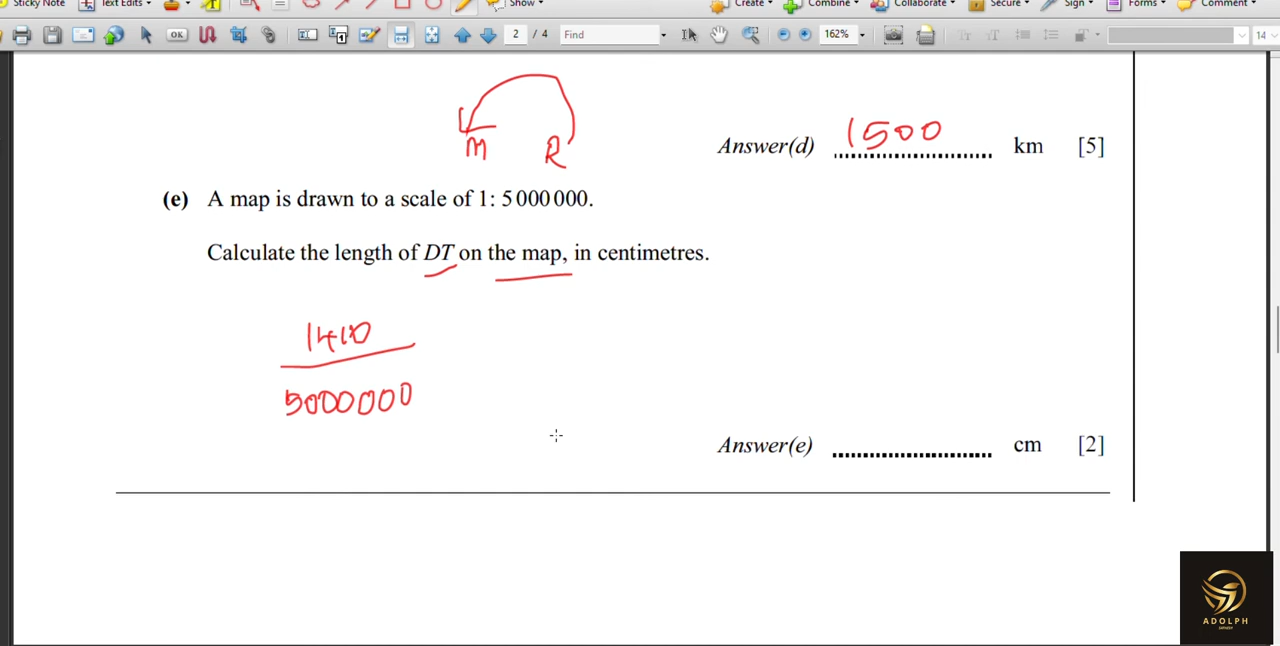 Sticky Note Text Edits T Show Create Combine Collaborate Secure Sign Forms Comment
OK T 2 / 4 Find 162% Tr 14
M R
Answer(d) 1500 km [5]
(e) A map is drawn to a scale of 1: 5 000 000.
Calculate the length of DT on the map, in centimetres.
1410
5000000
Answer(e) cm [2]
ADOLPH